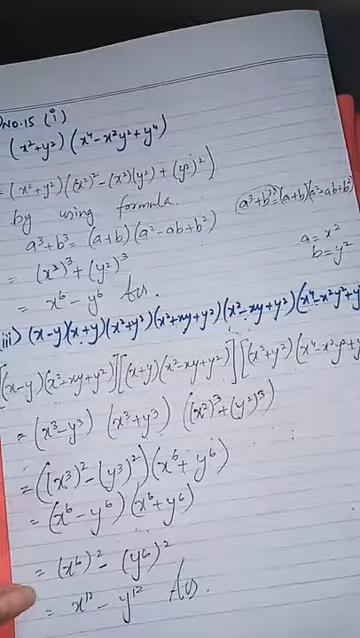 No.15 (i)
(x²+y²)(x⁴-x²y²+y⁴)
=(x²+y²)((x²)²-(x²)(y²)+(y²)²)
by using formula
a³+b³=(a+b)(a²-ab+b²)
(a³+b³=(a+b)(a²-ab+b²)
a=x²
b=y²
= (x²)³+(y²)³
= x⁶-y⁶ Ans.
iii) (x-y)(x+y)(x²+y²)(x²+xy+y²)(x²-xy+y²)(x⁴-x²y²+y
[(x-y)(x²+xy+y²)][(x+y)(x²-xy+y²)][(x²+y²)(x⁴-x²y²+y
= (x³-y³) (x³+y³) ((x²)³+(y²)³)
=((x³)²-(y³)²)(x⁶+y⁶)
= (x⁶-y⁶)(x⁶+y⁶)
= (x⁶)²-(y⁶)²
= x¹²-y¹² Ans.